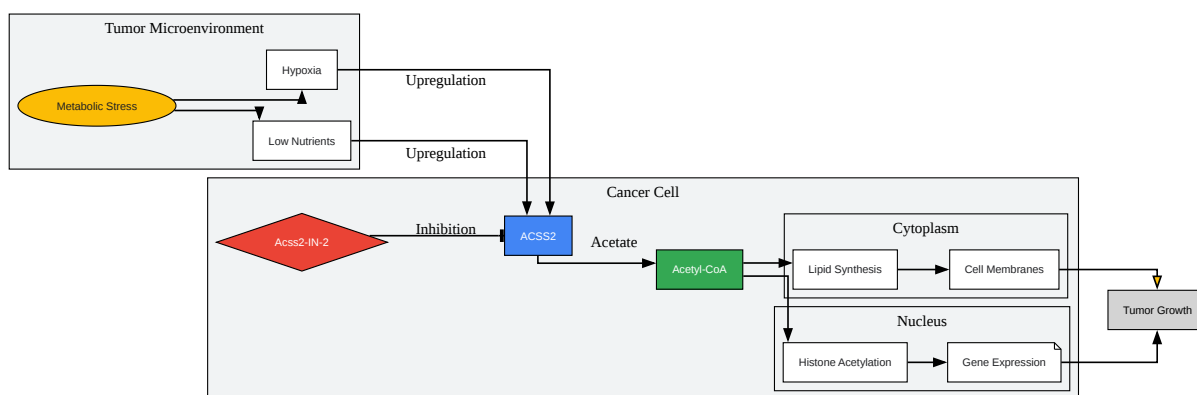 Tumor Microenvironment
Hypoxia
Upregulation
Metabolic Stress
Low Nutrients
Upregulation
Cancer Cell
Acss2-IN-2
Inhibition
ACSS2
Acetate
Acetyl-CoA
Cytoplasm
Lipid Synthesis
Cell Membranes
Tumor Growth
Nucleus
Histone Acetylation
Gene Expression